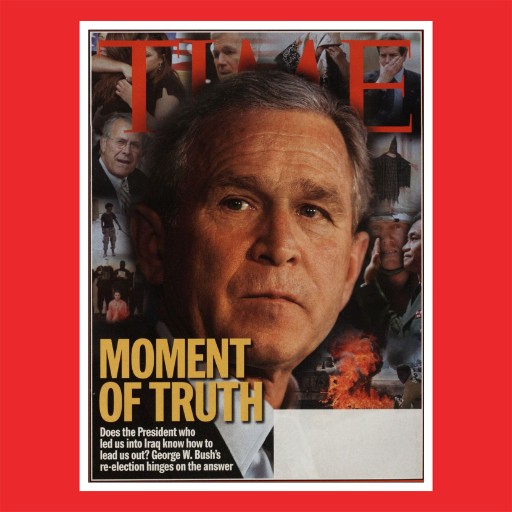 TIME
MOMENT
OF TRUTH
Does the President who
led us into Iraq know how to
lead us out? George W. Bush's
re-election hinges on the answer